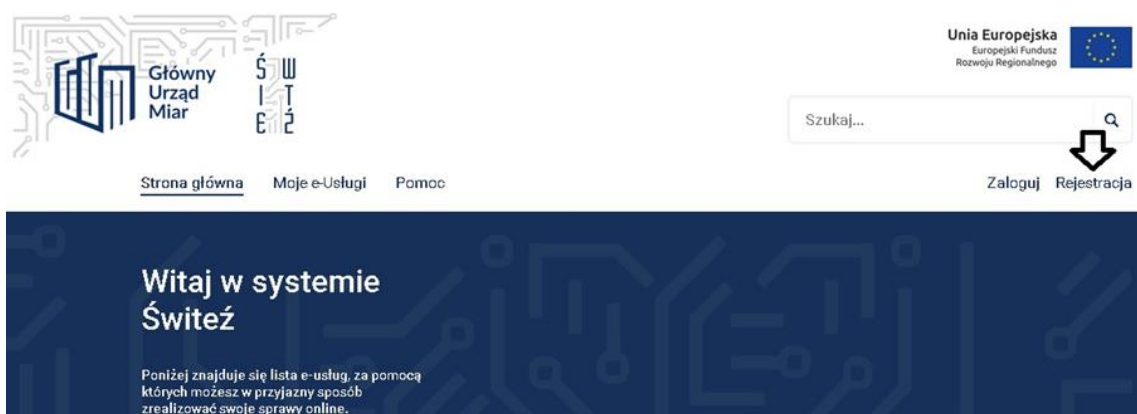 Główny
Urząd
Miar
Ś W
I T
E Ź
Unia Europejska
Europejski Fundusz
Rozwoju Regionalnego
Szukaj...
Strona główna Moje e-Usługi Pomoc
Zaloguj Rejestracja
Witaj w systemie
Świteź
Poniżej znajduje się lista e-usług, za pomocą
których możesz w przyjazny sposób
zrealizować swoje sprawy online.